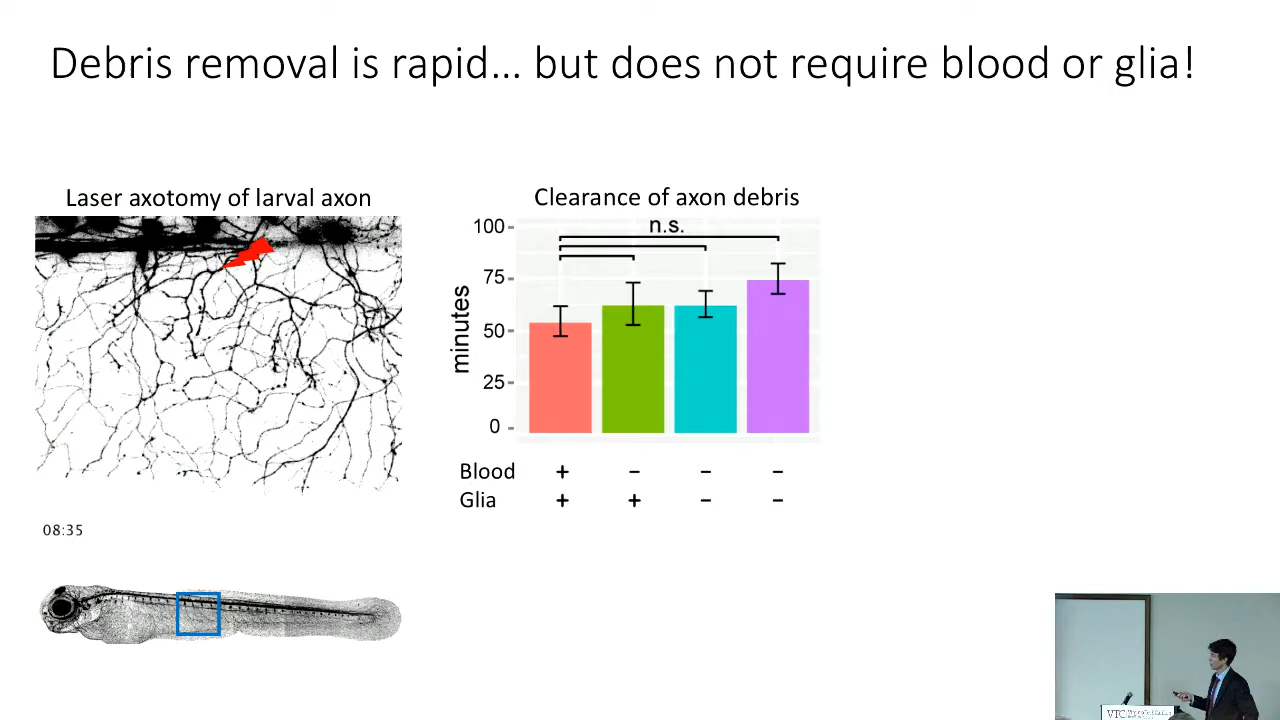 Debris removal is rapid... but does not require blood or glia!
Laser axotomy of larval axon
Clearance of axon debris
n.s.
100
75
50
25
0
minutes
Blood + - - -
Glia + + - -
08:35
VTC